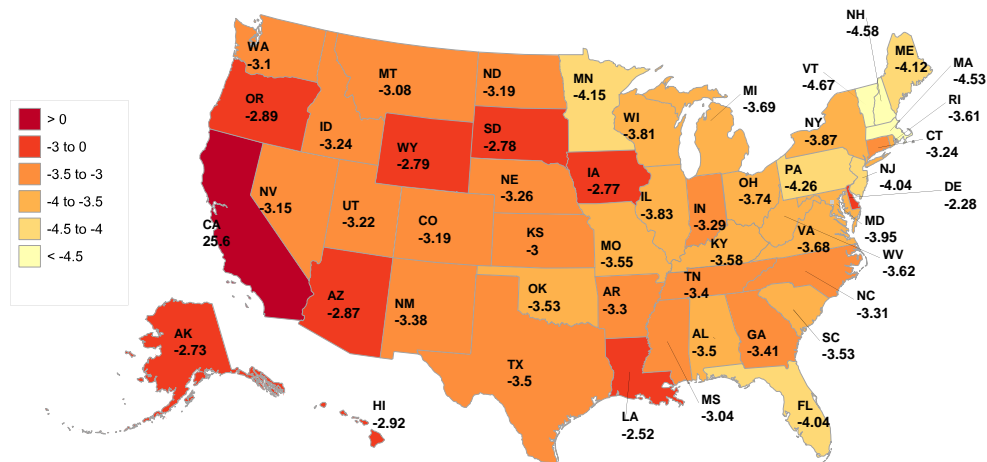 > 0
-3 to 0
-3.5 to -3
-4 to -3.5
-4.5 to -4
< -4.5
WA
-3.1
OR
-2.89
CA
25.6
ID
-3.24
NV
-3.15
MT
-3.08
WY
-2.79
UT
-3.22
AZ
-2.87
CO
-3.19
NM
-3.38
ND
-3.19
SD
-2.78
NE
-3.26
KS
-3
OK
-3.53
TX
-3.5
MN
-4.15
IA
-2.77
MO
-3.55
AR
-3.3
LA
-2.52
WI
-3.81
IL
-3.83
MI
-3.69
IN
-3.29
OH
-3.74
KY
-3.58
TN
-3.4
MS
-3.04
AL
-3.5
GA
-3.41
FL
-4.04
SC
-3.53
NC
-3.31
VA
-3.68
WV
-3.62
MD
-3.95
DE
-2.28
PA
-4.26
NJ
-4.04
NY
-3.87
CT
-3.24
RI
-3.61
MA
-4.53
VT
-4.67
NH
-4.58
ME
-4.12
AK
-2.73
HI
-2.92